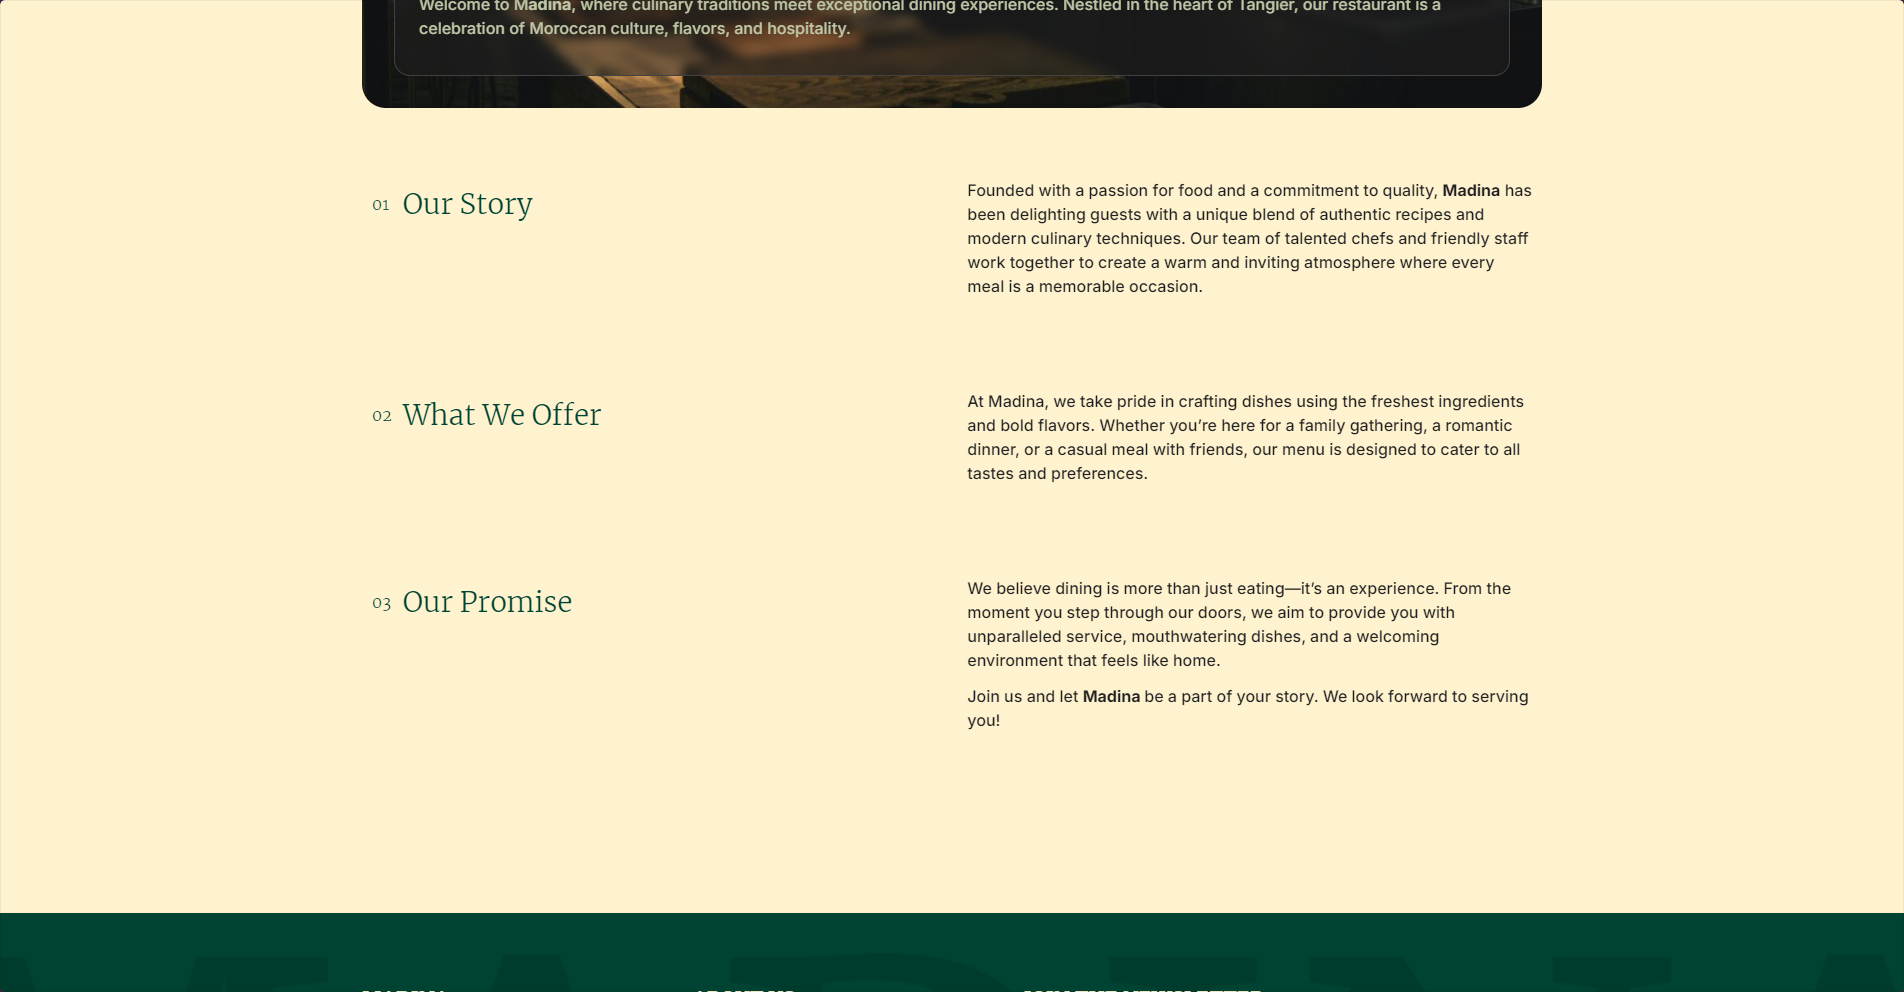 Welcome to Madina, where culinary traditions meet exceptional dining experiences. Nestled in the heart of Tangier, our restaurant is a
celebration of Moroccan culture, flavors, and hospitality.
01 Our Story
Founded with a passion for food and a commitment to quality, Madina has
been delighting guests with a unique blend of authentic recipes and
modern culinary techniques. Our team of talented chefs and friendly staff
work together to create a warm and inviting atmosphere where every
meal is a memorable occasion.
02 What We Offer
At Madina, we take pride in crafting dishes using the freshest ingredients
and bold flavors. Whether you’re here for a family gathering, a romantic
dinner, or a casual meal with friends, our menu is designed to cater to all
tastes and preferences.
03 Our Promise
We believe dining is more than just eating—it’s an experience. From the
moment you step through our doors, we aim to provide you with
unparalleled service, mouthwatering dishes, and a welcoming
environment that feels like home.
Join us and let Madina be a part of your story. We look forward to serving
you!